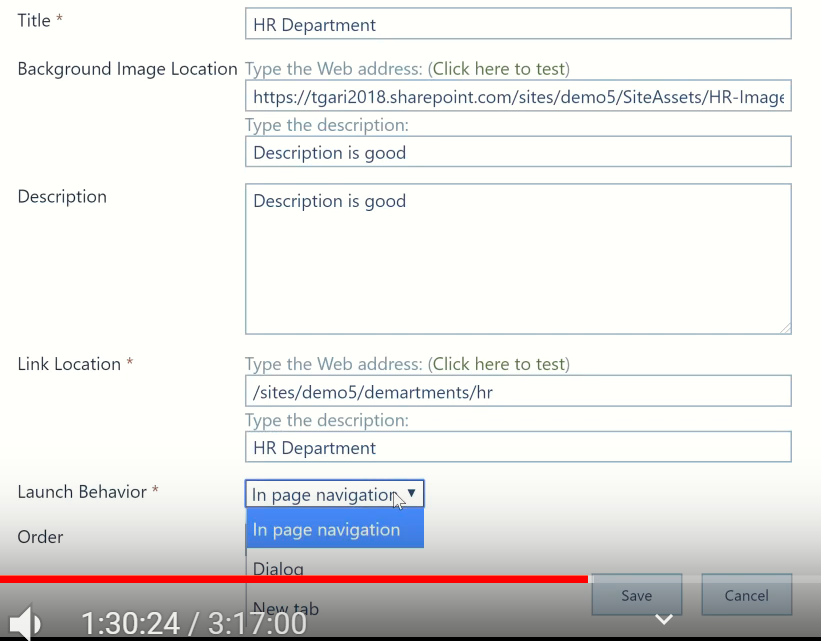 Title *
HR Department
Background Image Location
Type the Web address: (Click here to test)
https://tgari2018.sharepoint.com/sites/demo5/SiteAssets/HR-Image
Type the description:
Description is good
Description
Description is good
Link Location *
Type the Web address: (Click here to test)
/sites/demo5/demartments/hr
Type the description:
HR Department
Launch Behavior *
In page navigation
In page navigation
Order
Dialog
New tab
Save
Cancel
1:30:24 / 3:17:00